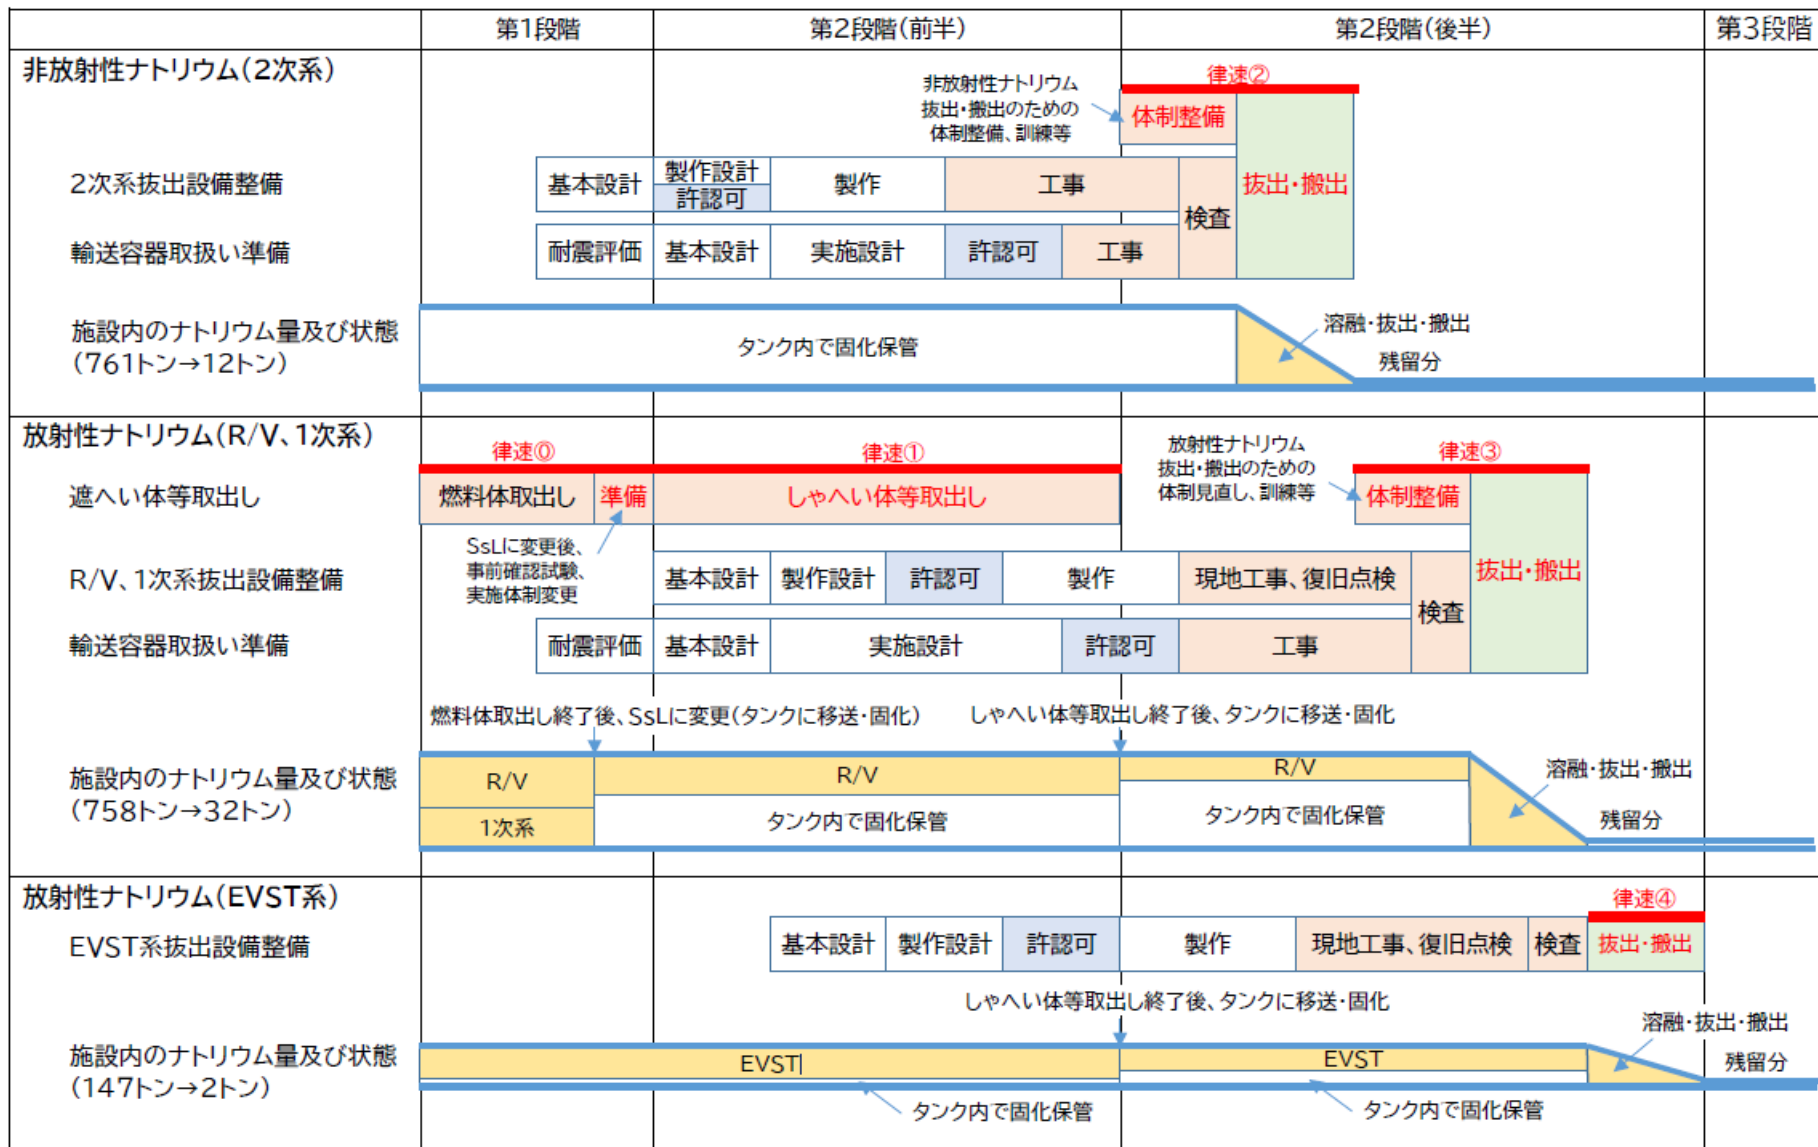 第1段階
第2段階(前半)
第2段階(後半)
第3段階
非放射性ナトリウム(2次系)
律速②
非放射性ナトリウム
抜出・搬出のための
体制整備、訓練等
体制整備
2次系抜出設備整備
基本設計
製作設計
許認可
製作
工事
検査
抜出・搬出
輸送容器取扱い準備
耐震評価
基本設計
実施設計
許認可
工事
施設内のナトリウム量及び状態
(761トン→12トン)
タンク内で固化保管
溶融・抜出・搬出
残留分
放射性ナトリウム(R/V、1次系)
律速⓪
律速①
放射性ナトリウム
抜出・搬出のための
体制見直し、訓練等
律速③
遮へい体等取出し
燃料体取出し
準備
しゃへい体等取出し
体制整備
SsLに変更後、
事前確認試験、
実施体制変更
R/V、1次系抜出設備整備
基本設計
製作設計
許認可
製作
現地工事、復旧点検
検査
抜出・搬出
輸送容器取扱い準備
耐震評価
基本設計
実施設計
許認可
工事
燃料体取出し終了後、SsLに変更(タンクに移送・固化)
しゃへい体等取出し終了後、タンクに移送・固化
施設内のナトリウム量及び状態
(758トン→32トン)
R/V
1次系
R/V
タンク内で固化保管
R/V
タンク内で固化保管
溶融・抜出・搬出
残留分
放射性ナトリウム(EVST系)
律速④
EVST系抜出設備整備
基本設計
製作設計
許認可
製作
現地工事、復旧点検
検査
抜出・搬出
しゃへい体等取出し終了後、タンクに移送・固化
施設内のナトリウム量及び状態
(147トン→2トン)
EVST
EVST
溶融・抜出・搬出
残留分
タンク内で固化保管
タンク内で固化保管